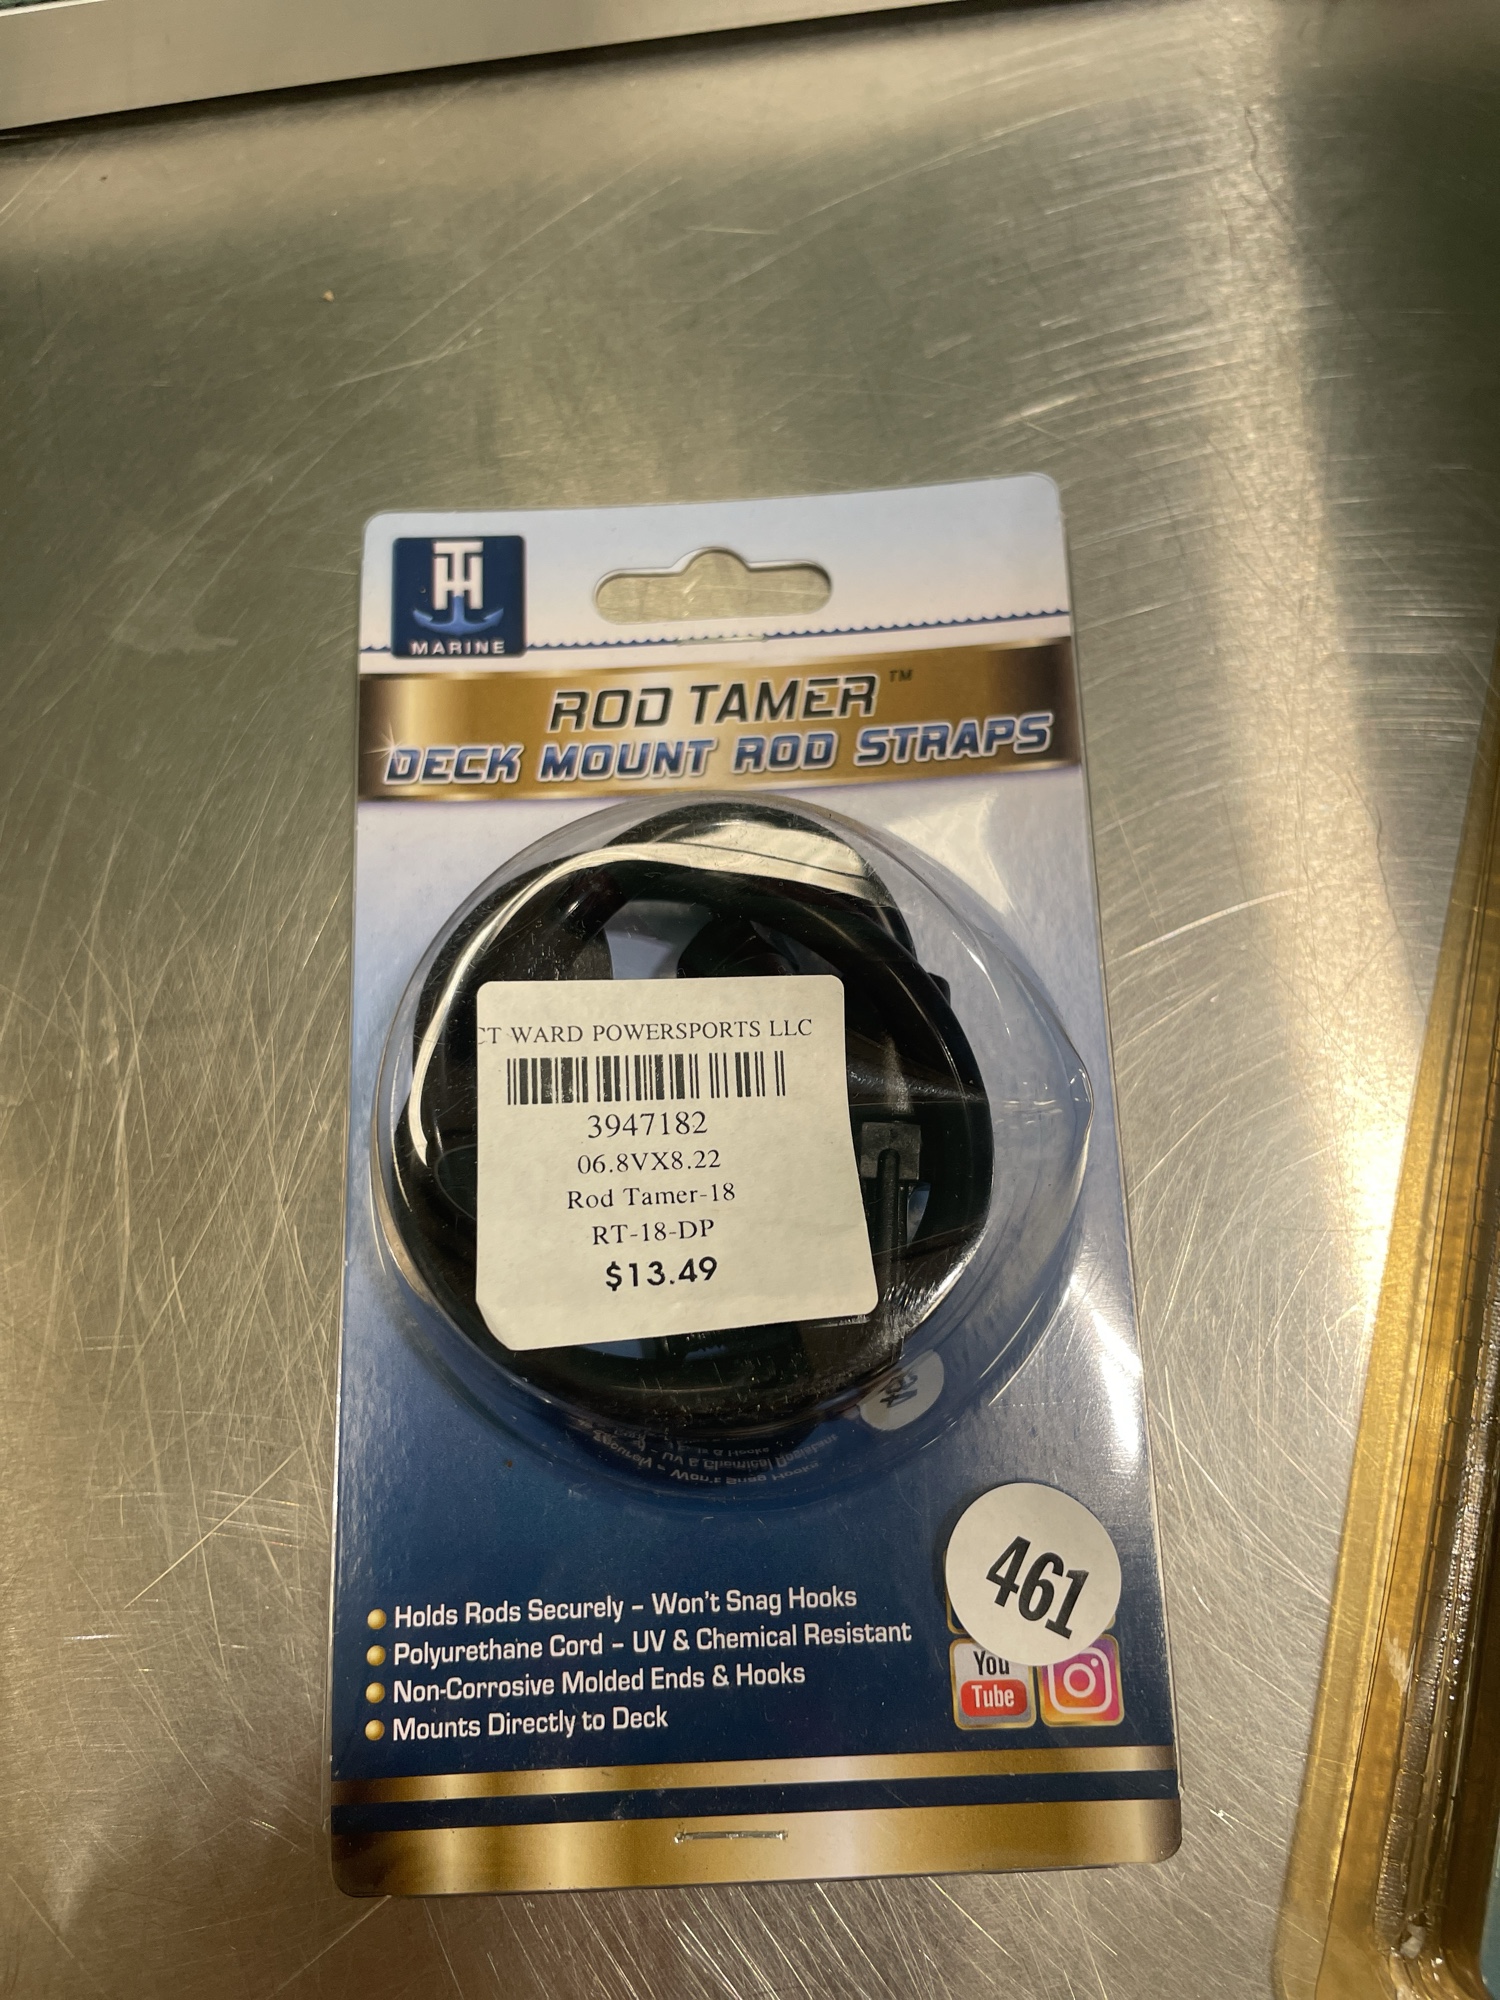 TH
MARINE
ROD TAMER™
DECK MOUNT ROD STRAPS
CT WARD POWERSPORTS LLC
3947182
06.8VX8.22
Rod Tamer-18
RT-18-DP
$13.49
461
Holds Rods Securely – Won't Snag Hooks
Polyurethane Cord – UV & Chemical Resistant
Non-Corrosive Molded Ends & Hooks
Mounts Directly to Deck
You
Tube